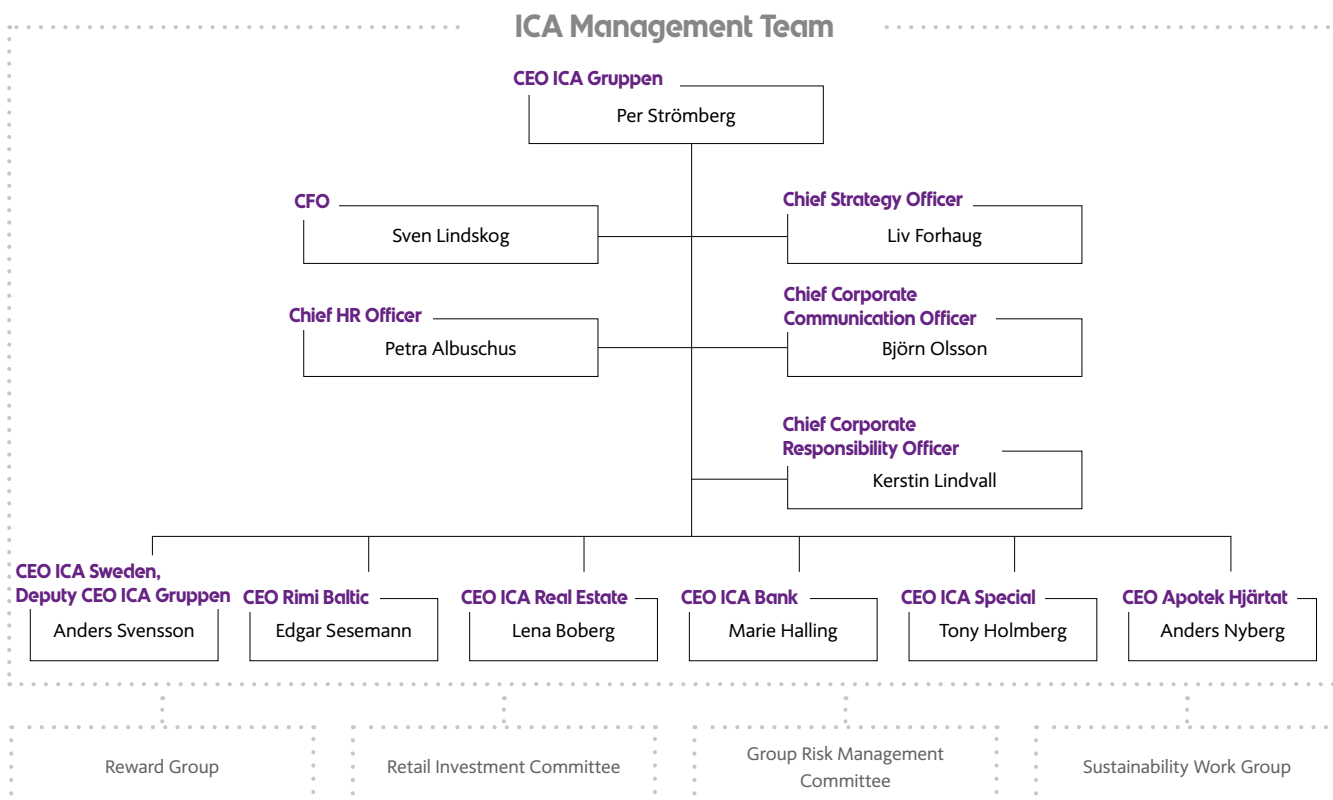 ICA Management Team
CEO ICA Gruppen
Per Strömberg
CFO
Sven Lindskog
Chief Strategy Officer
Liv Forhaug
Chief HR Officer
Petra Albuschus
Chief Corporate
Communication Officer
Björn Olsson
Chief Corporate
Responsibility Officer
Kerstin Lindvall
CEO ICA Sweden,
Deputy CEO ICA Gruppen
Anders Svensson
CEO Rimi Baltic
Edgar Sesemann
CEO ICA Real Estate
Lena Boberg
CEO ICA Bank
Marie Halling
CEO ICA Special
Tony Holmberg
CEO Apotek Hjärtat
Anders Nyberg
Reward Group
Retail Investment Committee
Group Risk Management
Committee
Sustainability Work Group